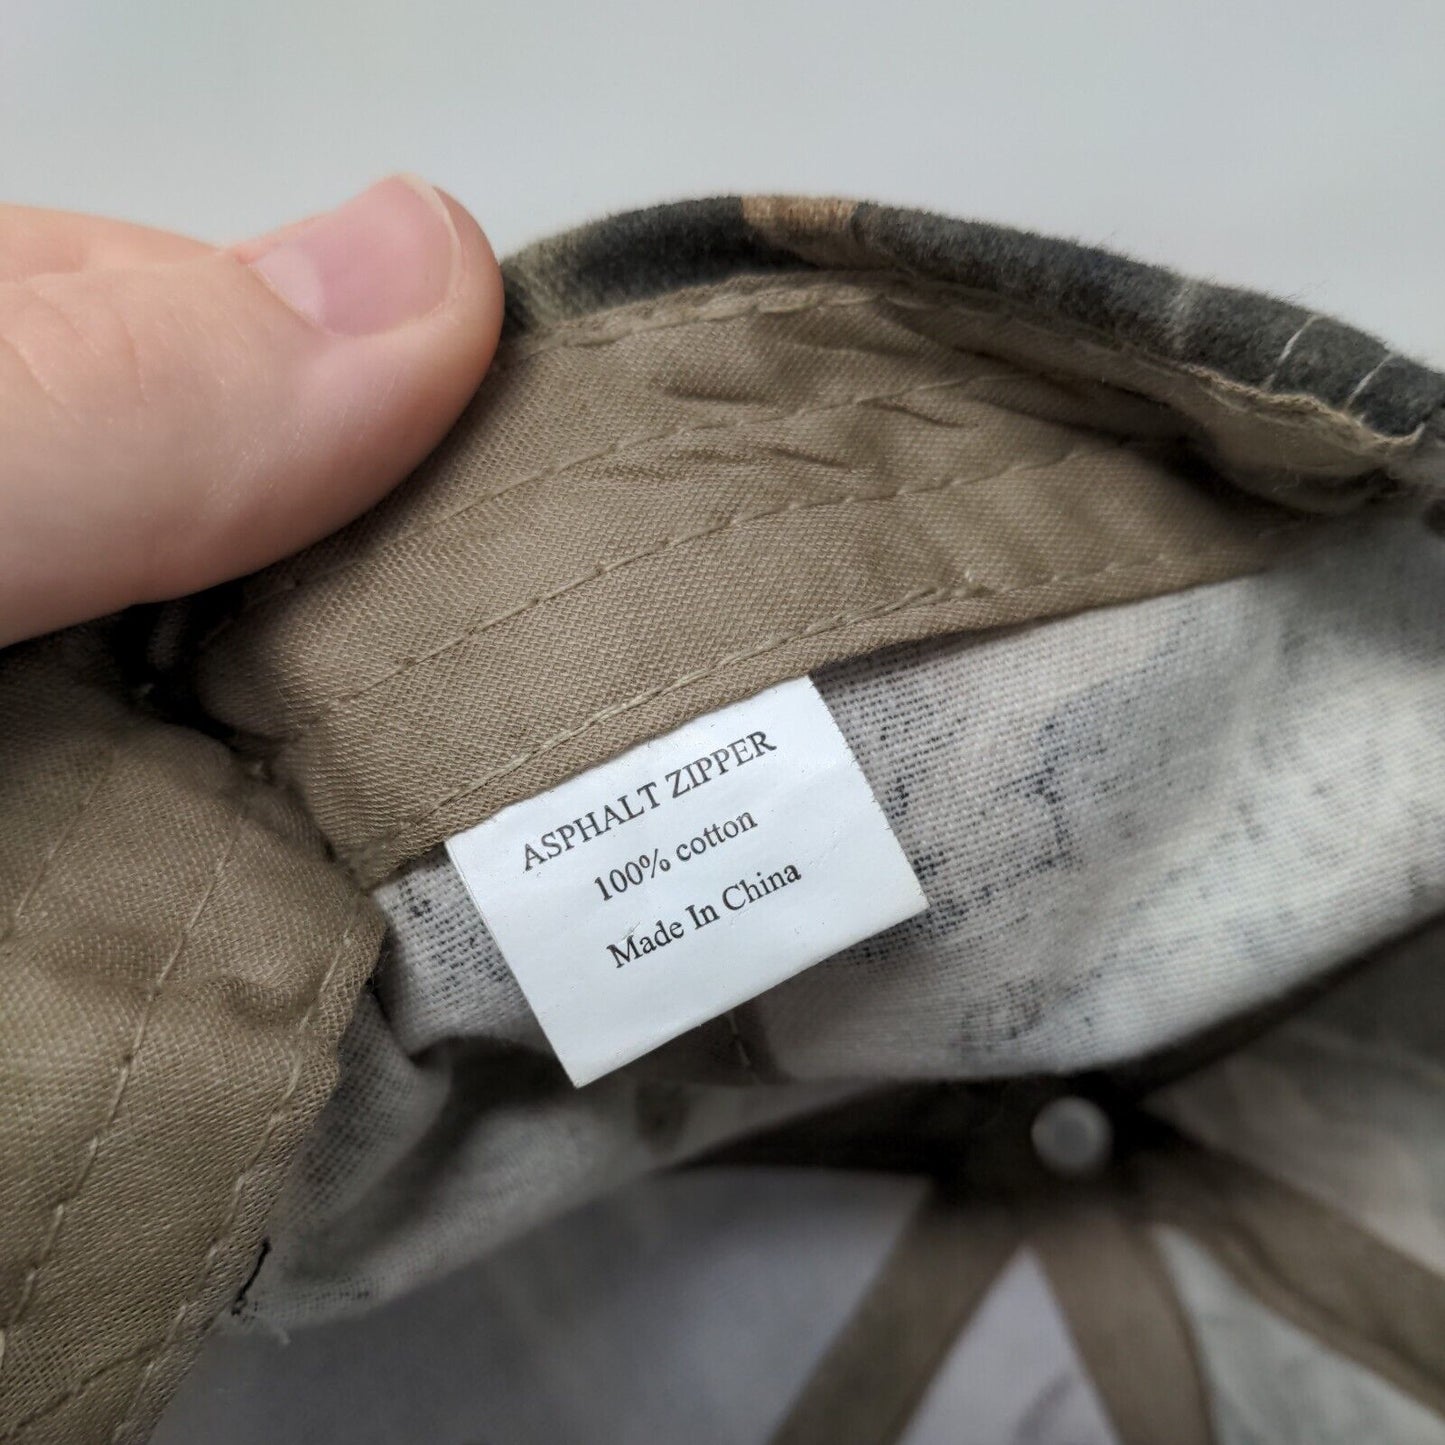 ASPHALT ZIPPER
100% cotton
Made In China